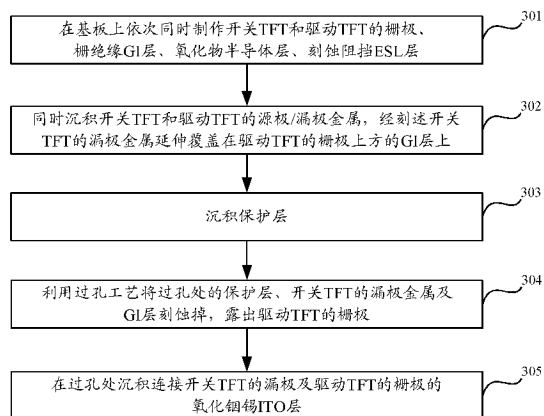 301
在基板上依次同时制作开关TFT和驱动TFT的栅极、
栅绝缘GI层、氧化物半导体层、刻蚀阻挡ESL层
302
同时沉积开关TFT和驱动TFT的源极/漏极金属，经刻述开关
TFT的漏极金属延伸覆盖在驱动TFT的栅极上方的GI层上
303
沉积保护层
304
利用过孔工艺将过孔处的保护层、开关TFT的漏极金属及
GI层刻蚀掉，露出驱动TFT的栅极
305
在过孔处沉积连接开关TFT的漏极及驱动TFT的栅极的
氧化铟锡ITO层